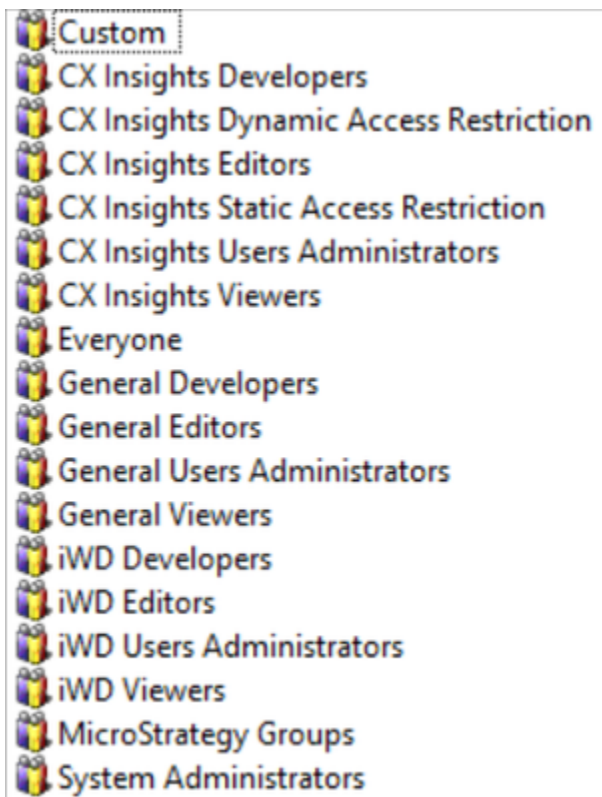 Custom
CX Insights Developers
CX Insights Dynamic Access Restriction
CX Insights Editors
CX Insights Static Access Restriction
CX Insights Users Administrators
CX Insights Viewers
Everyone
General Developers
General Editors
General Users Administrators
General Viewers
iWD Developers
iWD Editors
iWD Users Administrators
iWD Viewers
MicroStrategy Groups
System Administrators